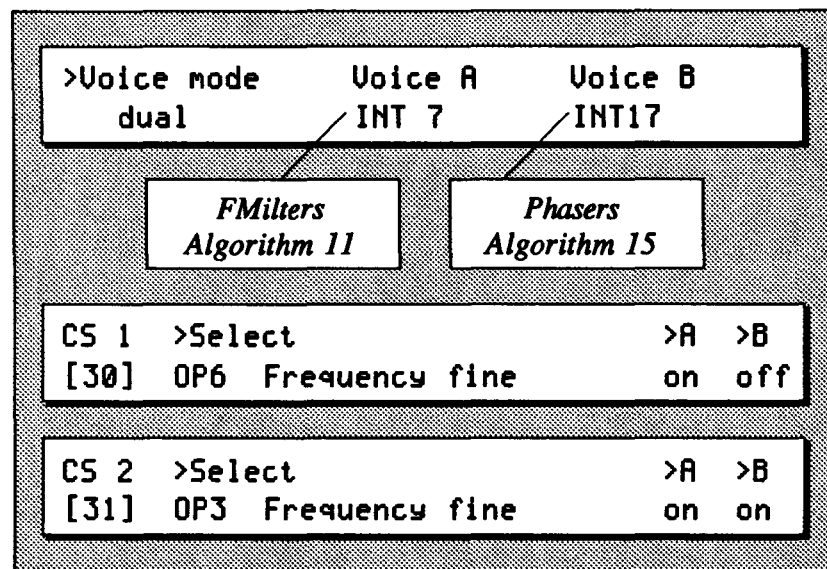 >Voice mode Voice A Voice B
dual INT 7 INT17
FMilters Phasers
Algorithm 11 Algorithm 15
CS 1 >Select >A >B
[30] OP6 Frequency fine on off
CS 2 >Select >A >B
[31] OP3 Frequency fine on on